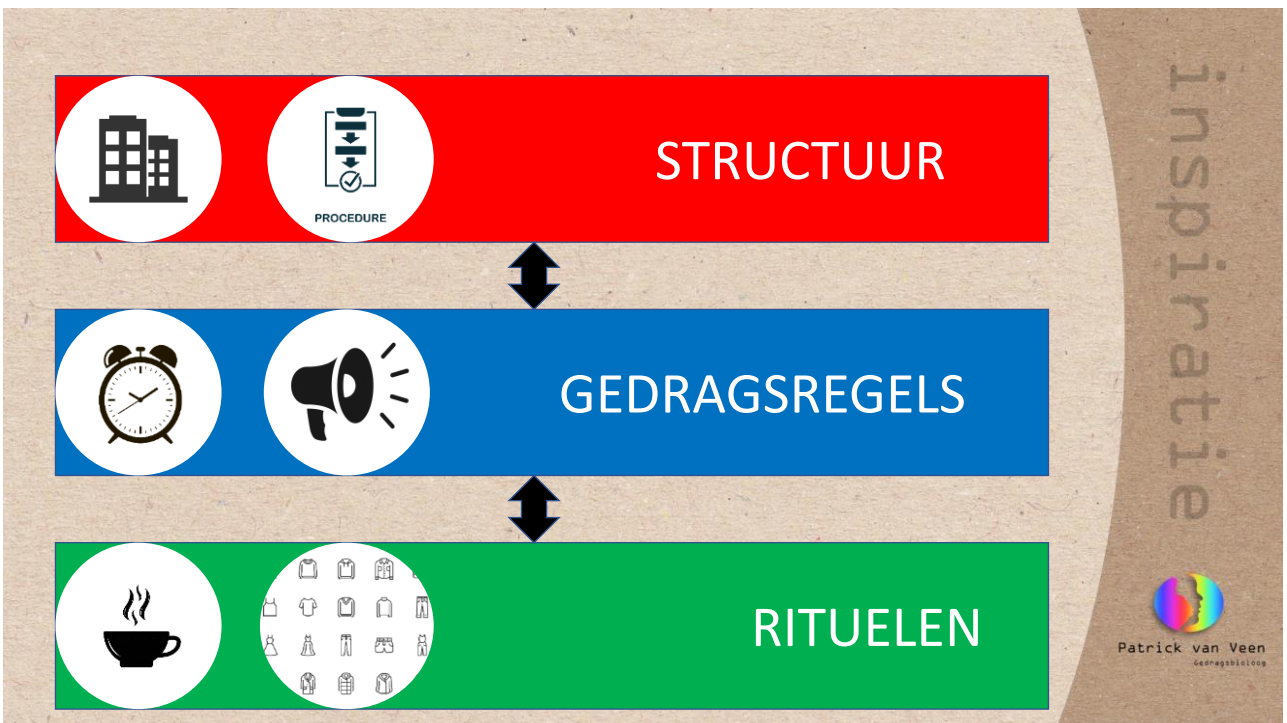 PROCEDURE
STRUCTUUR
GEDRAGSREGELS
RITUELEN
inspiratie
Patrick van Veen
Gedragsbioloog